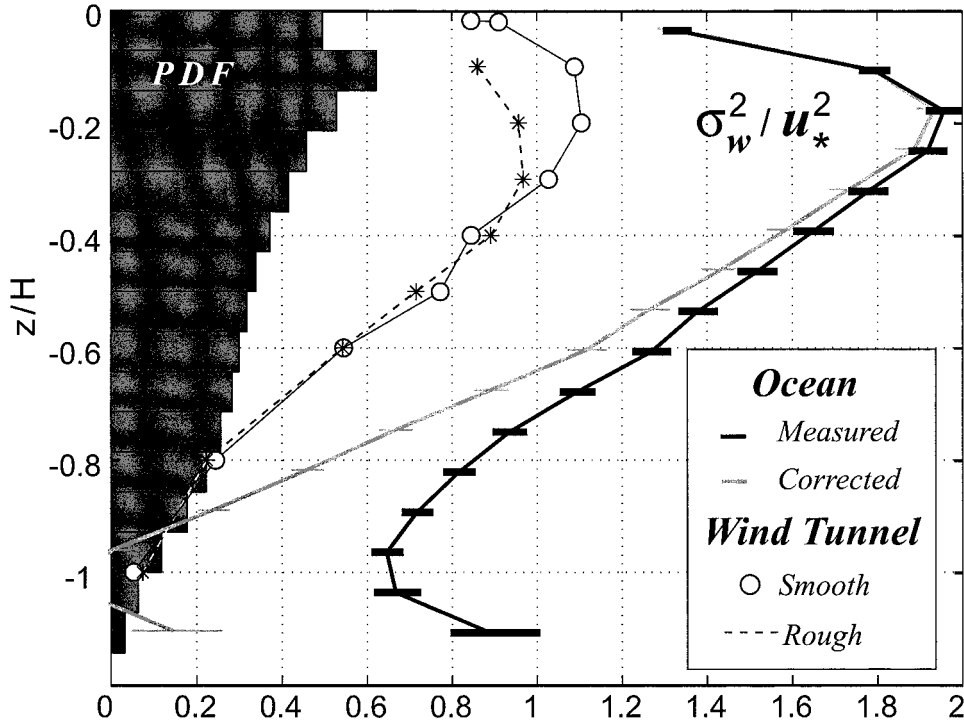 0
-0.2
-0.4
-0.6
-0.8
-1
z/H
PDF
σ_w^2 / u_*^2
Ocean
Measured
Corrected
Wind Tunnel
Smooth
Rough
0 0.2 0.4 0.6 0.8 1 1.2 1.4 1.6 1.8 2